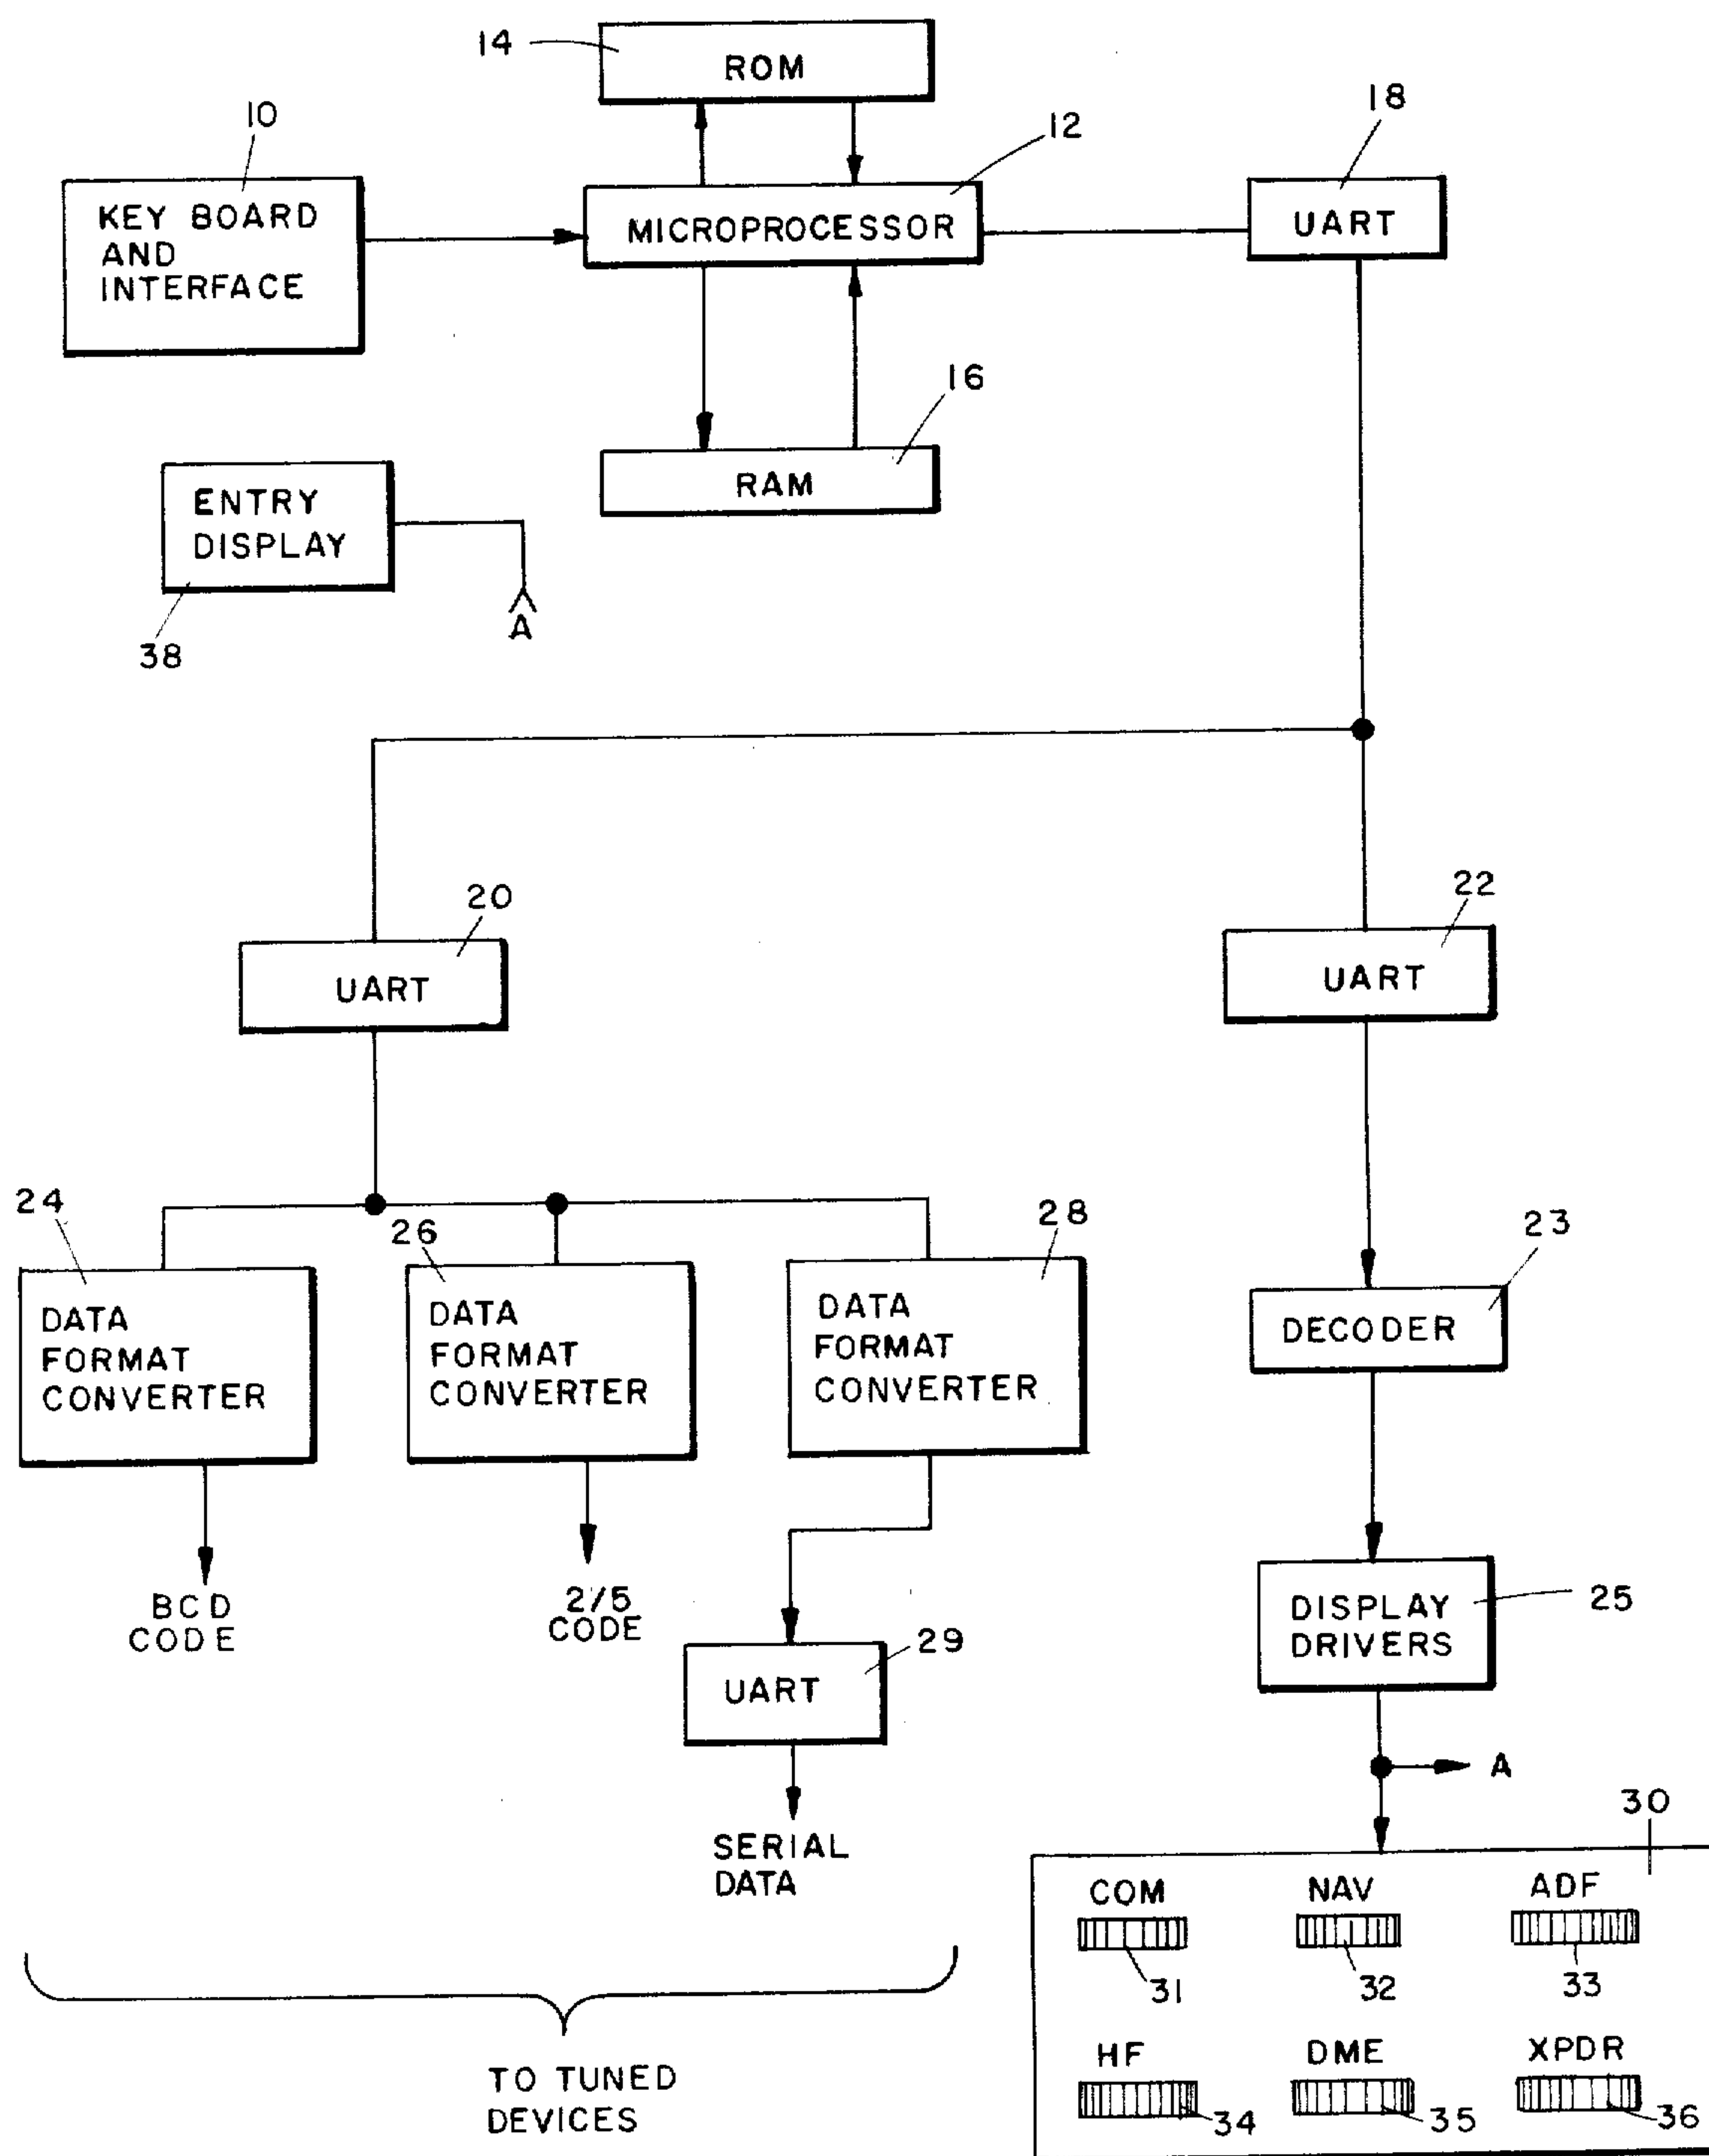 14
ROM
10
12
18
KEY BOARD
AND
INTERFACE
MICROPROCESSOR
UART
16
RAM
ENTRY
DISPLAY
38
A
20
22
UART
UART
24
26
28
23
DATA
FORMAT
CONVERTER
DATA
FORMAT
CONVERTER
DATA
FORMAT
CONVERTER
DECODER
BCD
CODE
2/5
CODE
29
UART
DISPLAY
DRIVERS
25
A
SERIAL
DATA
30
COM
NAV
ADF
31
32
33
HF
DME
XPDR
34
35
36
TO TUNED
DEVICES